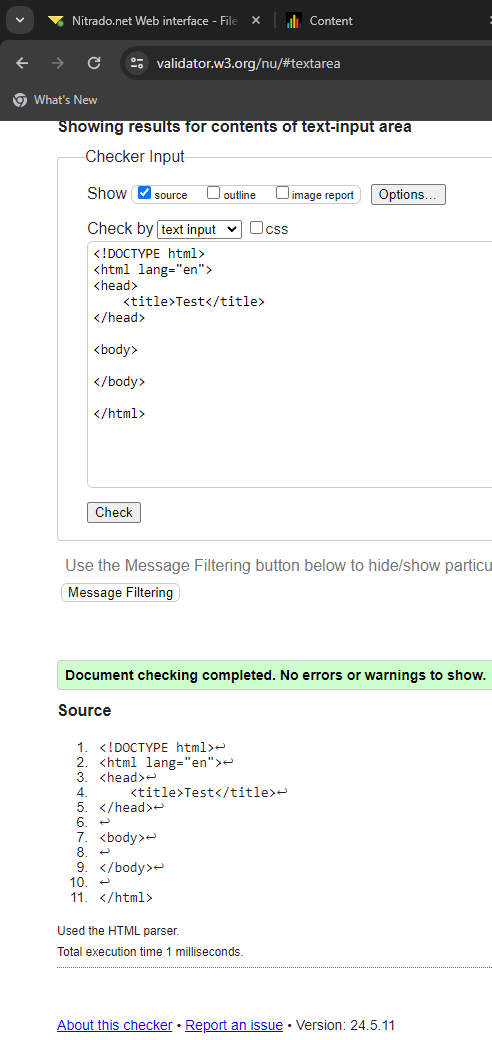 Nitrado.net Web interface - File
Content
validator.w3.org/nu/#textarea
What's New
Showing results for contents of text-input area
Checker Input
Show source outline image report Options...
Check by text input css
<!DOCTYPE html>
<html lang="en">
<head>
    <title>Test</title>
</head>
<body>
</body>
</html>
Check
Use the Message Filtering button below to hide/show particu
Message Filtering
Document checking completed. No errors or warnings to show.
Source
1. <!DOCTYPE html>↩
2. <html lang="en">↩
3. <head>↩
4.     <title>Test</title>↩
5. </head>↩
6. ↩
7. <body>↩
8. ↩
9. </body>↩
10. ↩
11. </html>
Used the HTML parser.
Total execution time 1 milliseconds.
About this checker • Report an issue • Version: 24.5.11